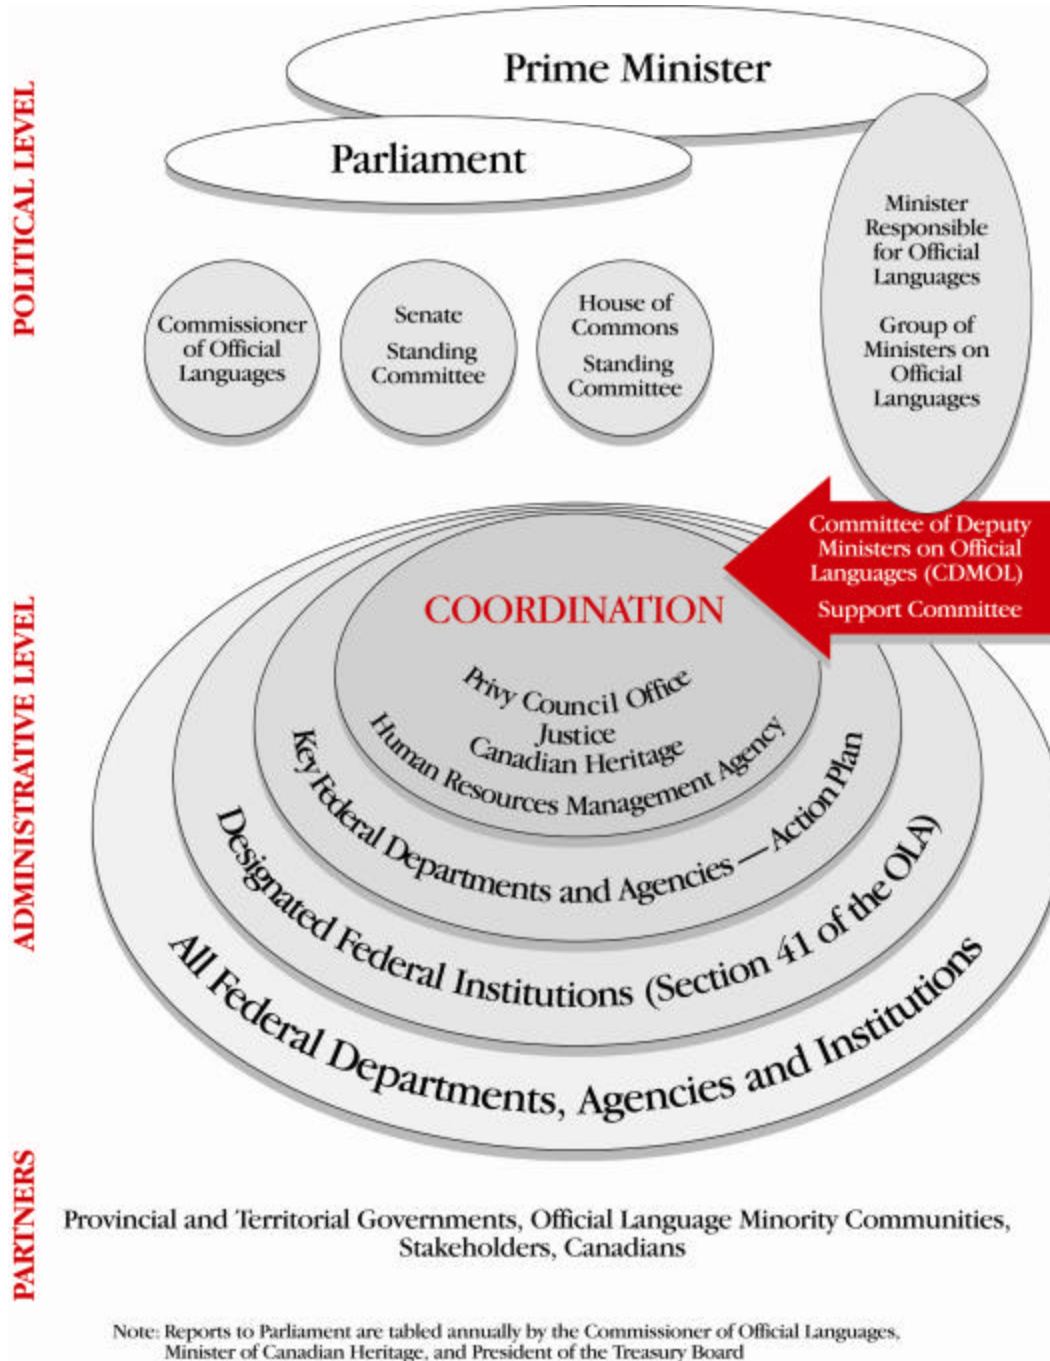 POLITICAL LEVEL
Prime Minister
Parliament
Minister
Responsible
for Official
Languages
Group of
Ministers on
Official
Languages
Commissioner
of Official
Languages
Senate
Standing
Committee
House of
Commons
Standing
Committee
ADMINISTRATIVE LEVEL
Committee of Deputy
Ministers on Official
Languages (CDMOL)
Support Committee
COORDINATION
Privy Council Office
Justice
Canadian Heritage
Human Resources Management Agency
Key Federal Departments and Agencies — Action Plan
Designated Federal Institutions (Section 41 of the OLA)
All Federal Departments, Agencies and Institutions
PARTNERS
Provincial and Territorial Governments, Official Language Minority Communities,
Stakeholders, Canadians
Note: Reports to Parliament are tabled annually by the Commissioner of Official Languages,
Minister of Canadian Heritage, and President of the Treasury Board